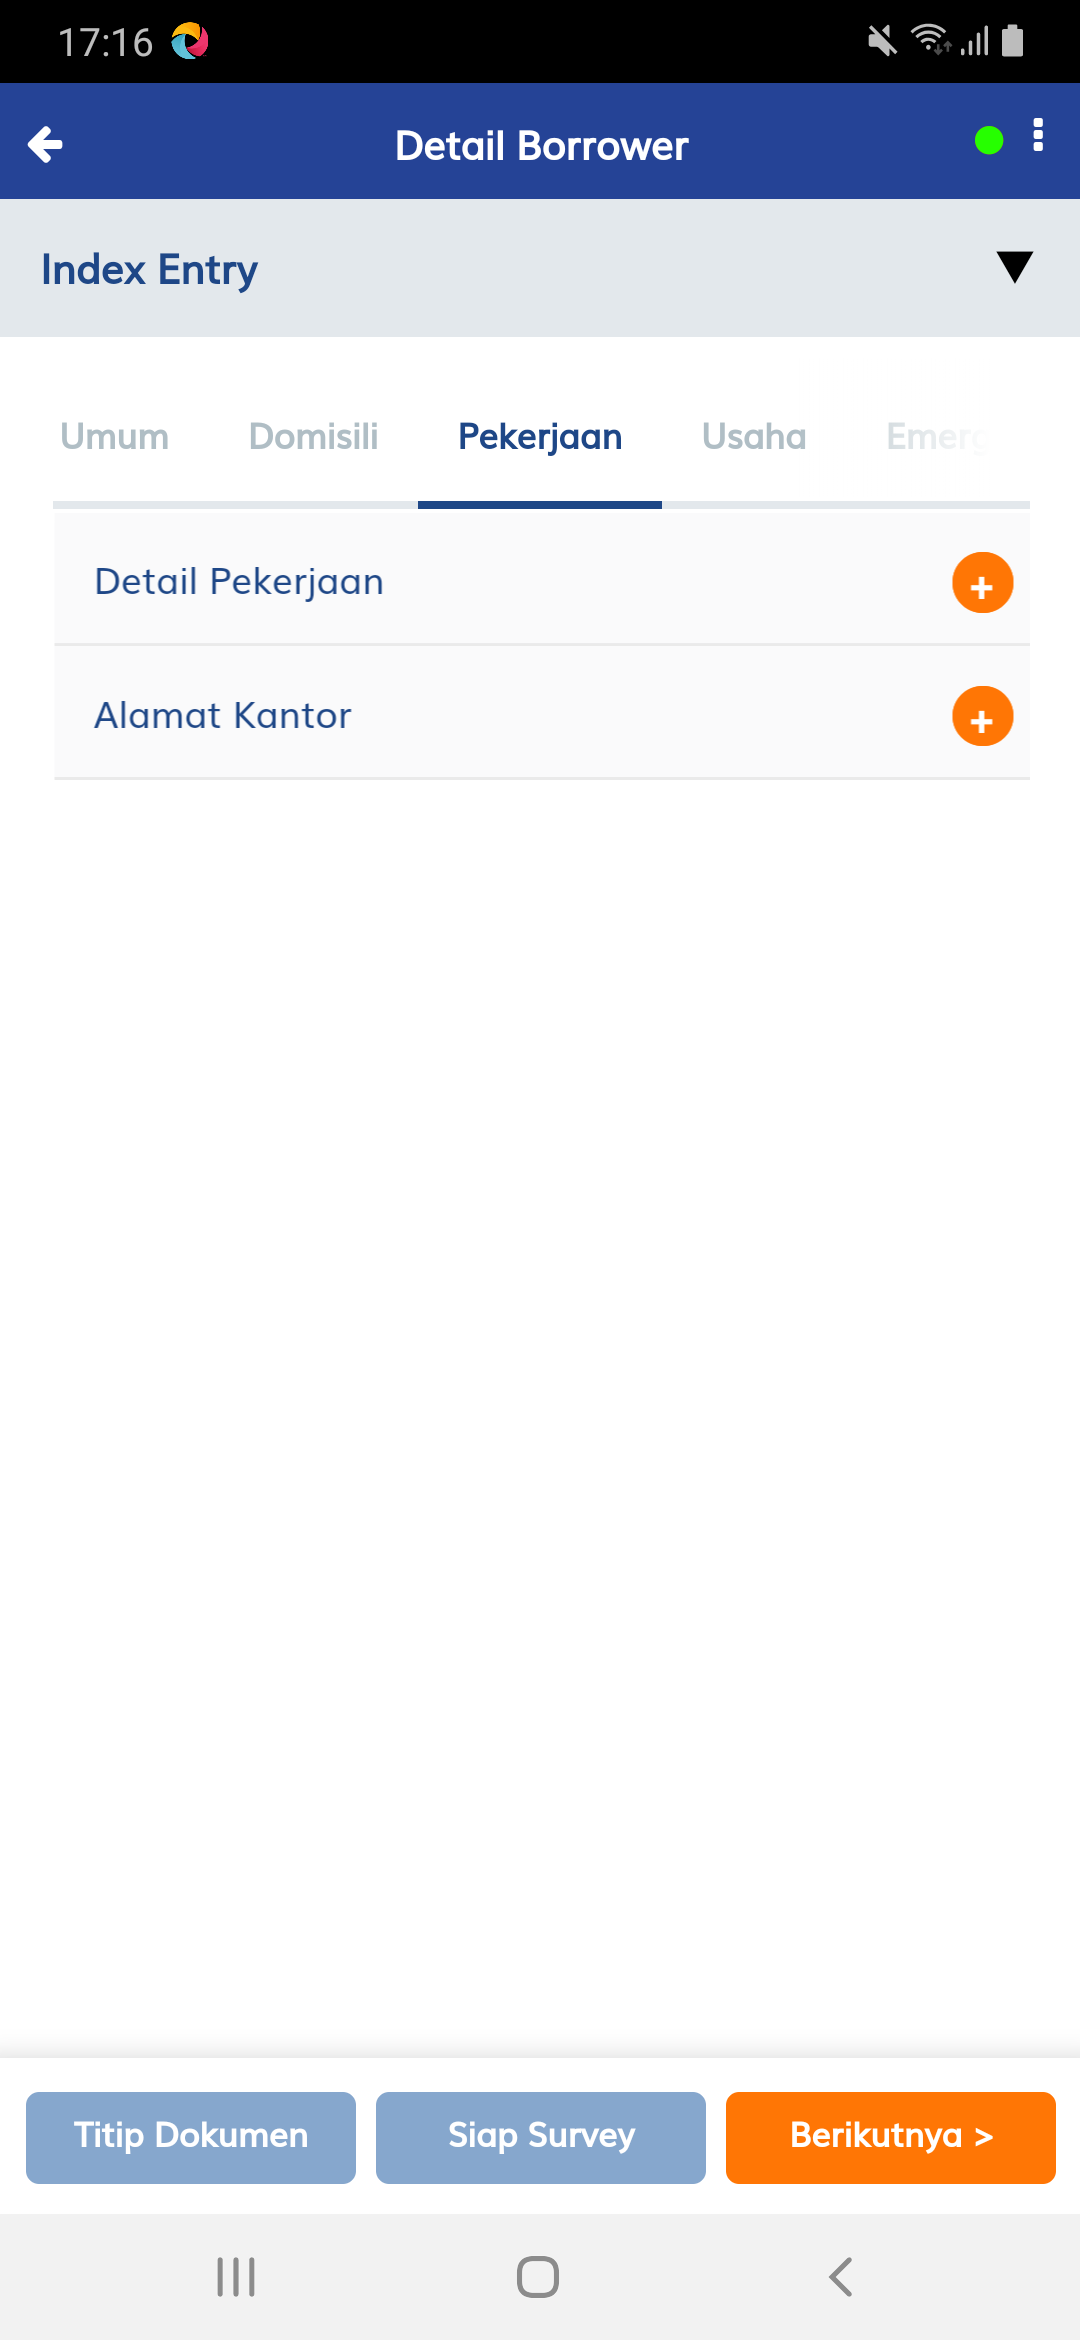 17:16
Detail Borrower
Index Entry
Umum Domisili Pekerjaan Usaha Emerg
Detail Pekerjaan
+
Alamat Kantor
+
Titip Dokumen Siap Survey Berikutnya >